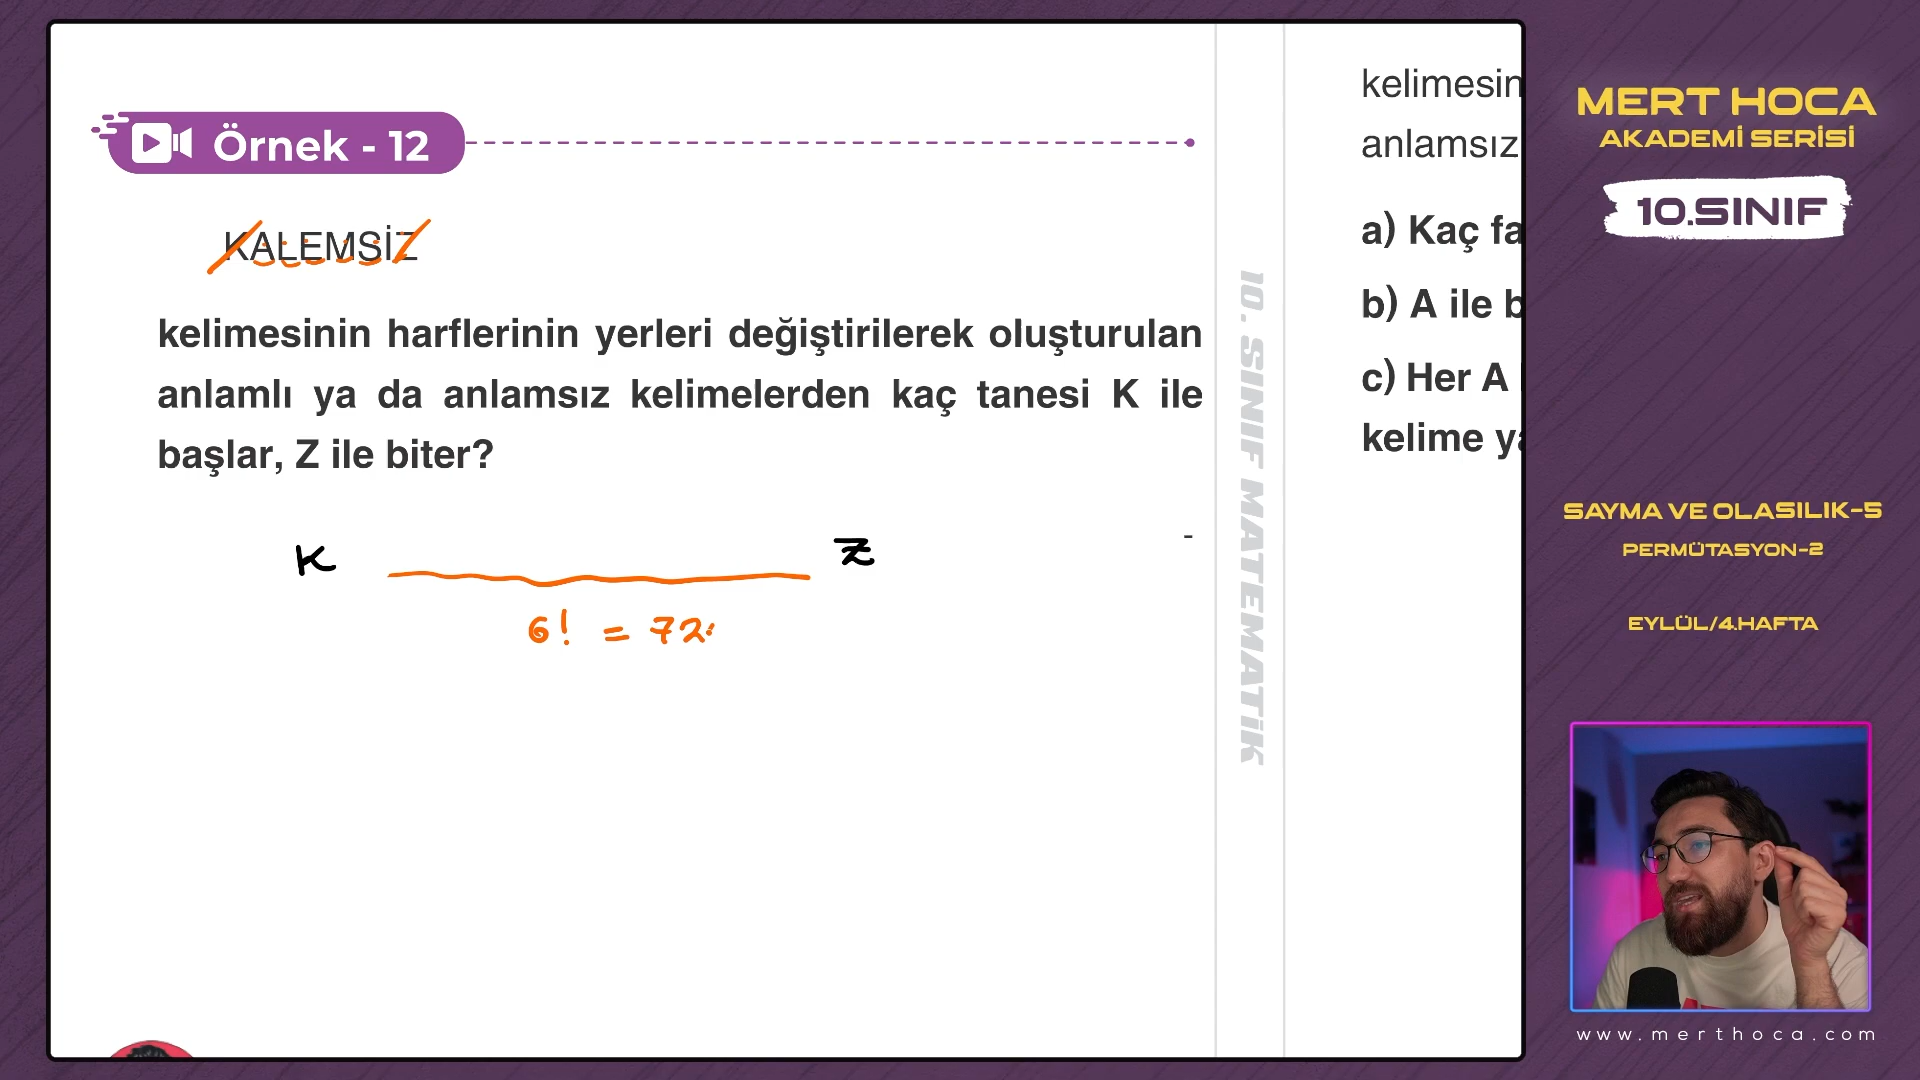 Örnek - 12
KALEMSİZ
kelimesinin harflerinin yerleri değiştirilerek oluşturulan
anlamlı ya da anlamsız kelimelerden kaç tanesi K ile
başlar, Z ile biter?
K Z
6! = 72
10. SINIF MATEMATİK
kelimesin
anlamsız
a) Kaç fa
b) A ile b
c) Her A
kelime ya
MERT HOCA
AKADEMİ SERİSİ
10.SINIF
SAYMA VE OLASILIK-5
PERMÜTASYON-2
EYLÜL/4.HAFTA
www.merthoca.com